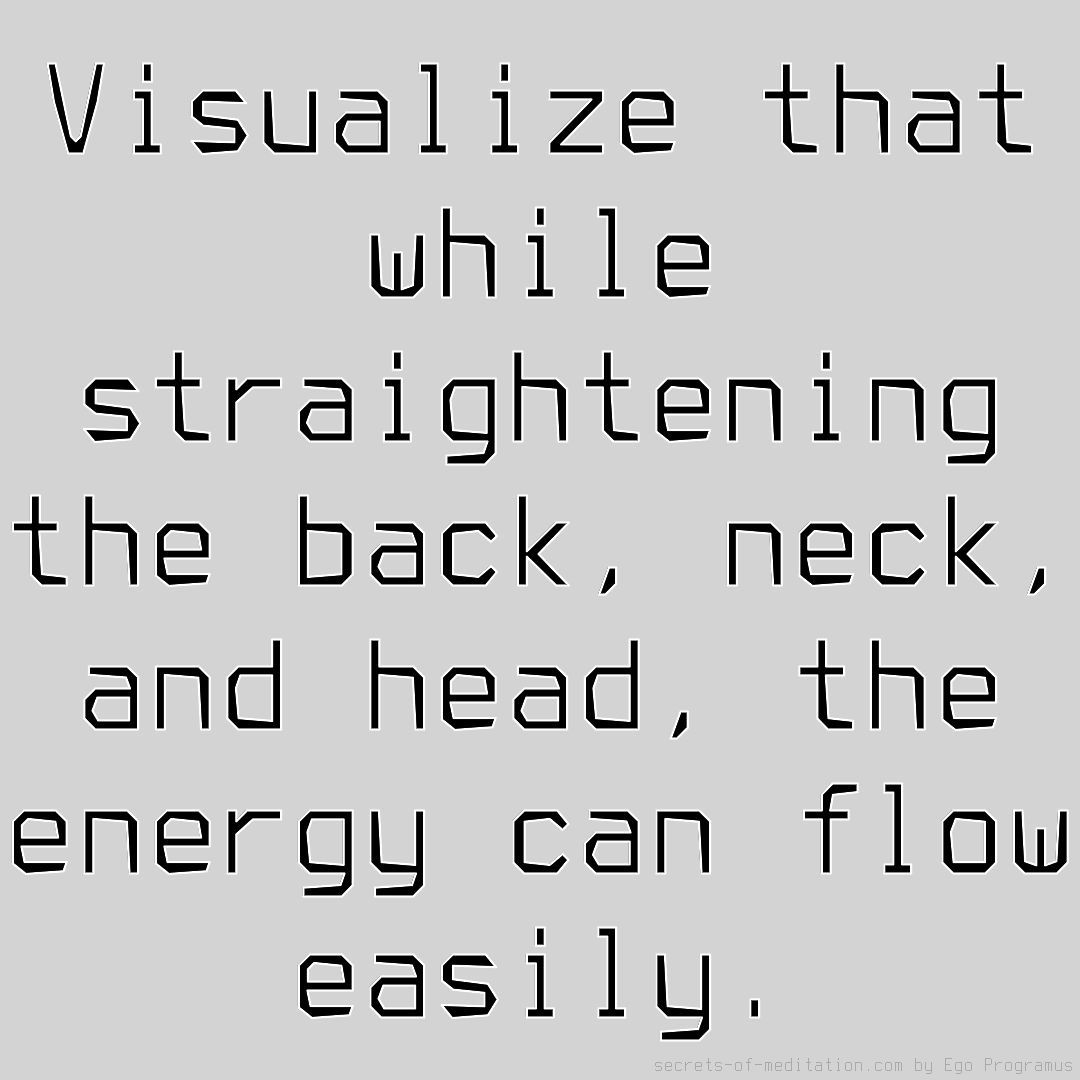 Visualize that
while
straightening
the back, neck,
and head, the
energy can flow
easily.
secrets-of-meditation.com by Ego Programus